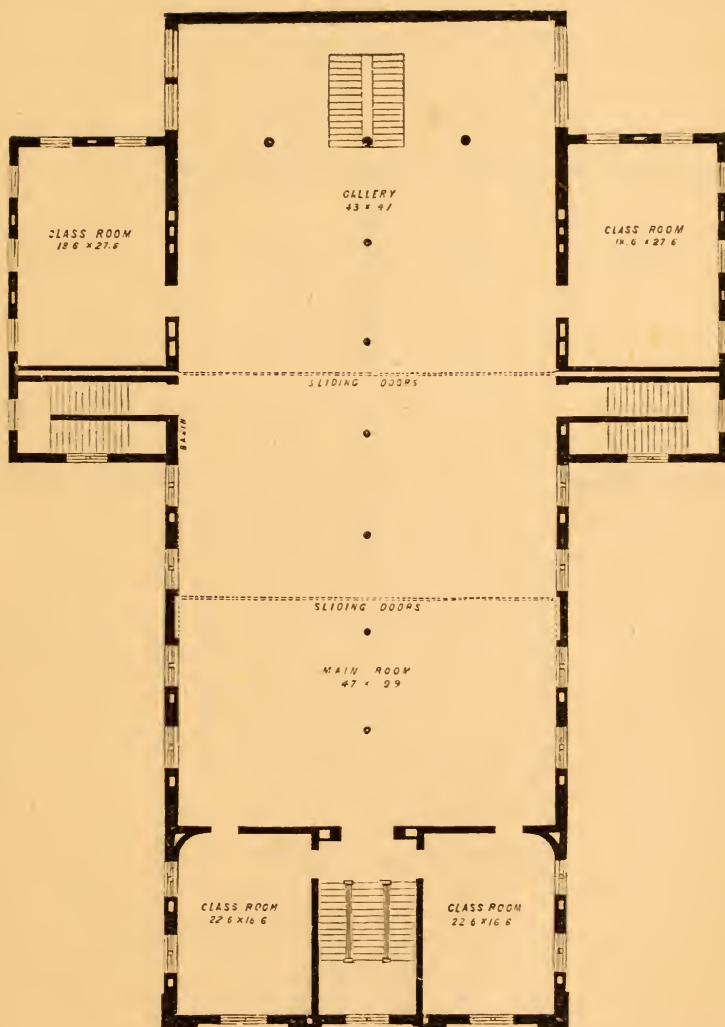 GALLERY
43 × 47
CLASS ROOM
18.6 × 27.6
CLASS ROOM
18.6 × 27.6
SLIDING DOORS
BASIN
SLIDING DOORS
MAIN ROOM
47 × 99
CLASS ROOM
22.6 × 16.6
CLASS ROOM
22.6 × 16.6